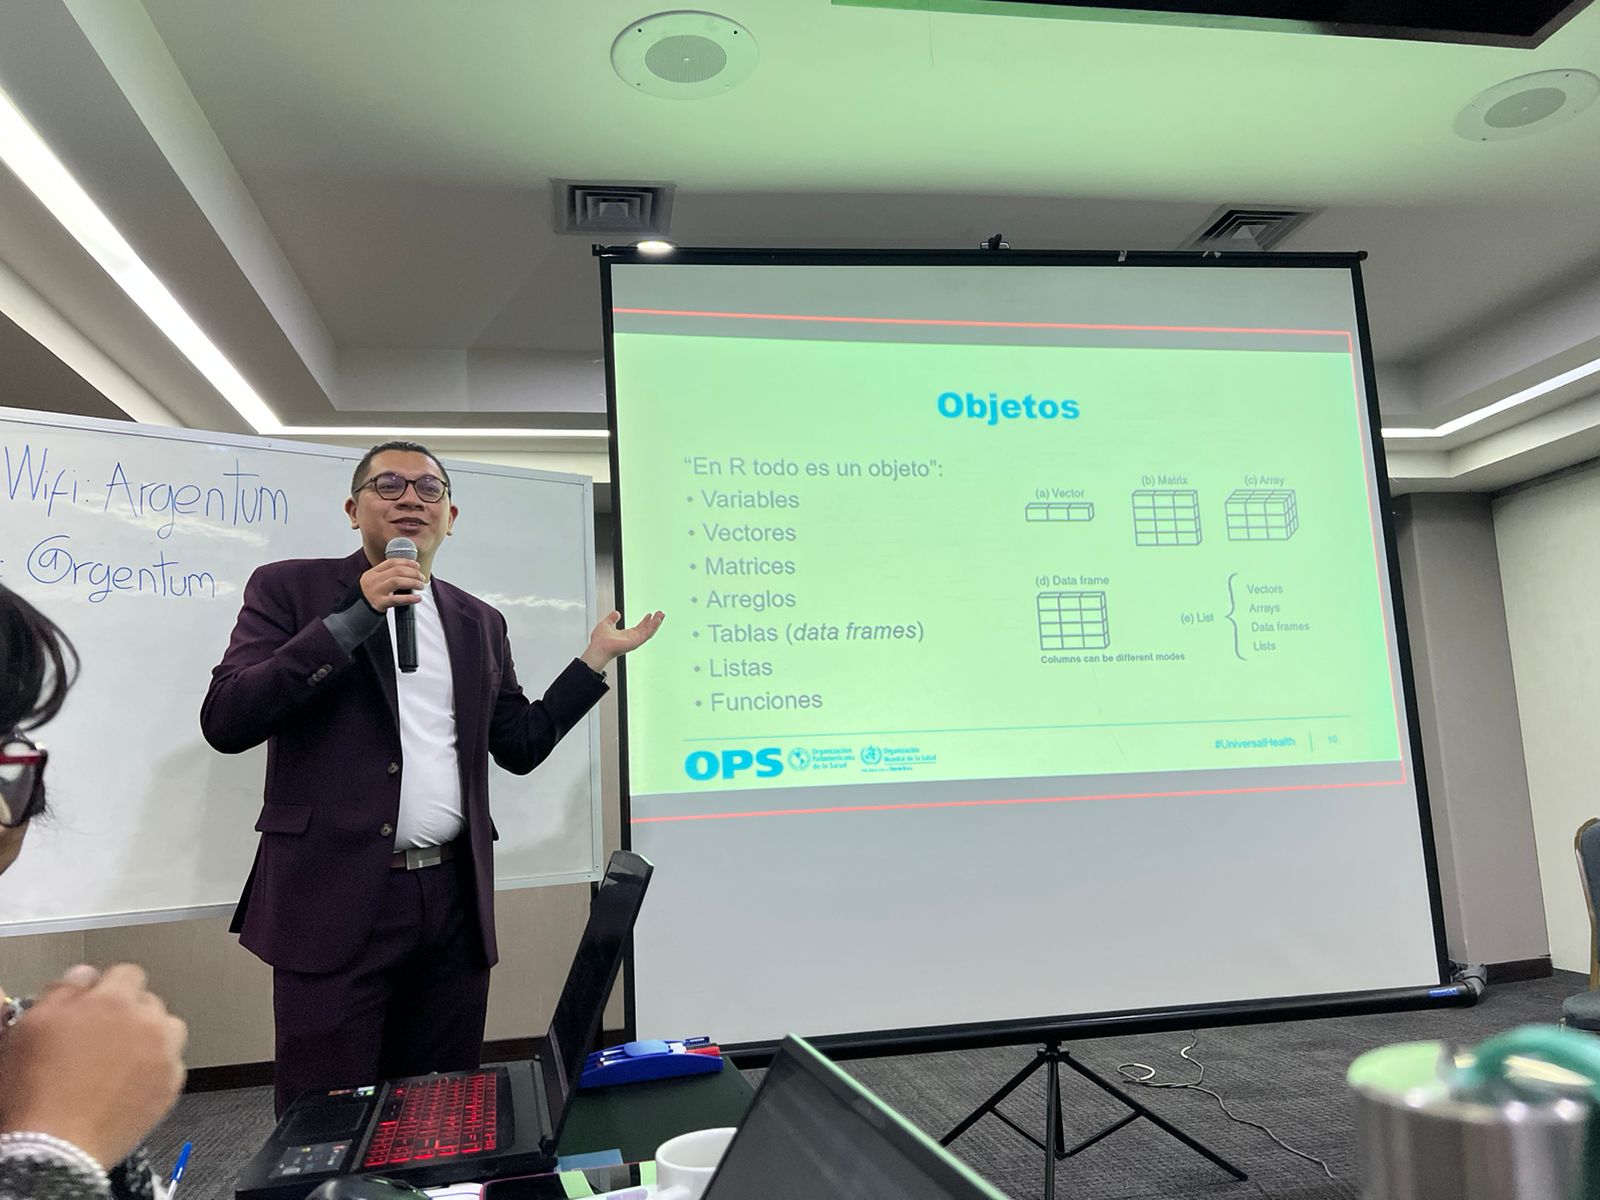 Wifi: Argentum
: @rgentum
Objetos
“En R todo es un objeto”:
• Variables
• Vectores
• Matrices
• Arreglos
• Tablas (data frames)
• Listas
• Funciones
(a) Vector
(b) Matrix
(c) Array
(d) Data frame
Columns can be different modes
(e) List
Vectors
Arrays
Data frames
Lists
OPS
Organización
Panamericana
de la Salud
Organización
Mundial de la Salud
#UniversalHealth
10